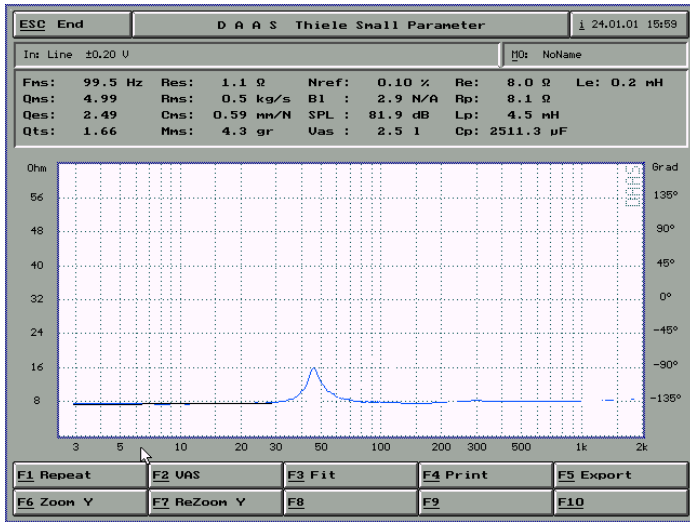 ESC End
D A A S Thiele Small Parameter
i 24.01.01 15:59
In: Line ±0.20 V
M0: NoName
Fms: 99.5 Hz Res: 1.1 Ω Nref: 0.10 % Re: 8.0 Ω Le: 0.2 mH
Qms: 4.99 Rms: 0.5 kg/s Bl : 2.9 N/A Rp: 8.1 Ω
Qes: 2.49 Cms: 0.59 mm/N SPL : 81.9 dB Lp: 4.5 mH
Qts: 1.66 Mms: 4.3 gr Vas : 2.5 l Cp: 2511.3 µF
Ohm Grad
DAAS
56 135°
48 90°
40 45°
32 0°
24 -45°
16 -90°
8 -135°
3 5 10 20 30 50 100 200 300 500 1k 2k
F1 Repeat F2 VAS F3 Fit F4 Print F5 Export
F6 Zoom Y F7 ReZoom Y F8 F9 F10